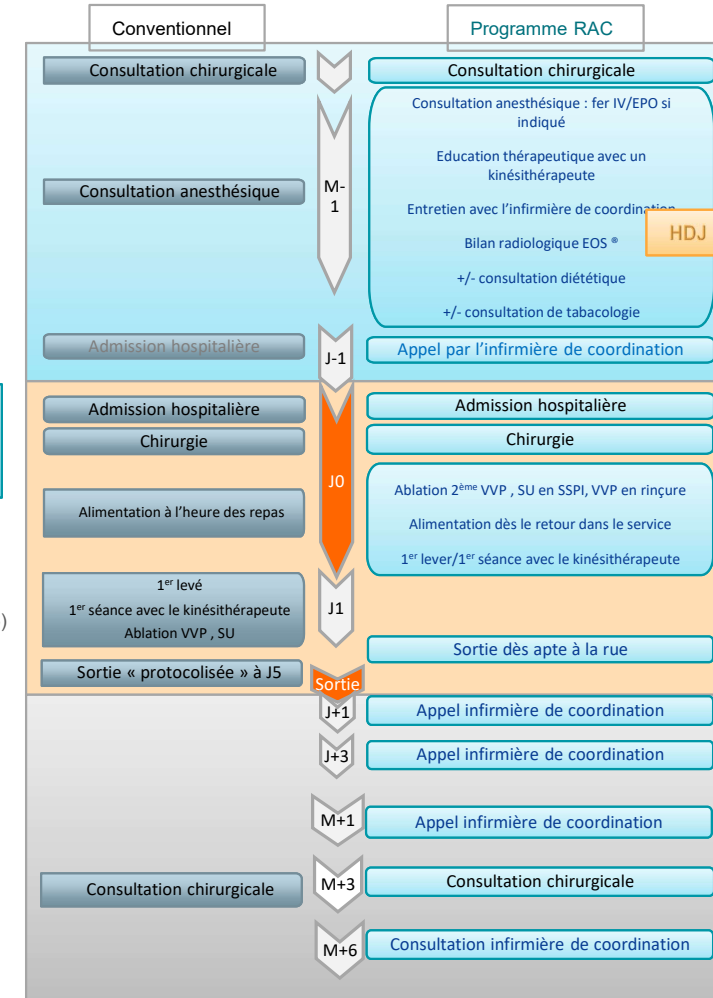 Conventionnel
Programme RAC
Consultation chirurgicale
Consultation chirurgicale
Consultation anesthésique
M-
1
Consultation anesthésique : fer IV/EPO si
indiqué
Education thérapeutique avec un
kinésithérapeute
Entretien avec l'infirmière de coordination
HDJ
Bilan radiologique EOS ®
+/- consultation diététique
+/- consultation de tabacologie
Admission hospitalière
J-1
Appel par l'infirmière de coordination
Admission hospitalière
Admission hospitalière
Chirurgie
Chirurgie
J0
Alimentation à l'heure des repas
Ablation 2ème VVP , SU en SSPI, VVP en rinçure
Alimentation dès le retour dans le service
1er lever/1er séance avec le kinésithérapeute
1er levé
1er séance avec le kinésithérapeute
Ablation VVP , SU
J1
)
Sortie dès apte à la rue
Sortie « protocolisée » à J5
Sortie
J+1
Appel infirmière de coordination
J+3
Appel infirmière de coordination
M+1
Appel infirmière de coordination
Consultation chirurgicale
M+3
Consultation chirurgicale
M+6
Consultation infirmière de coordination